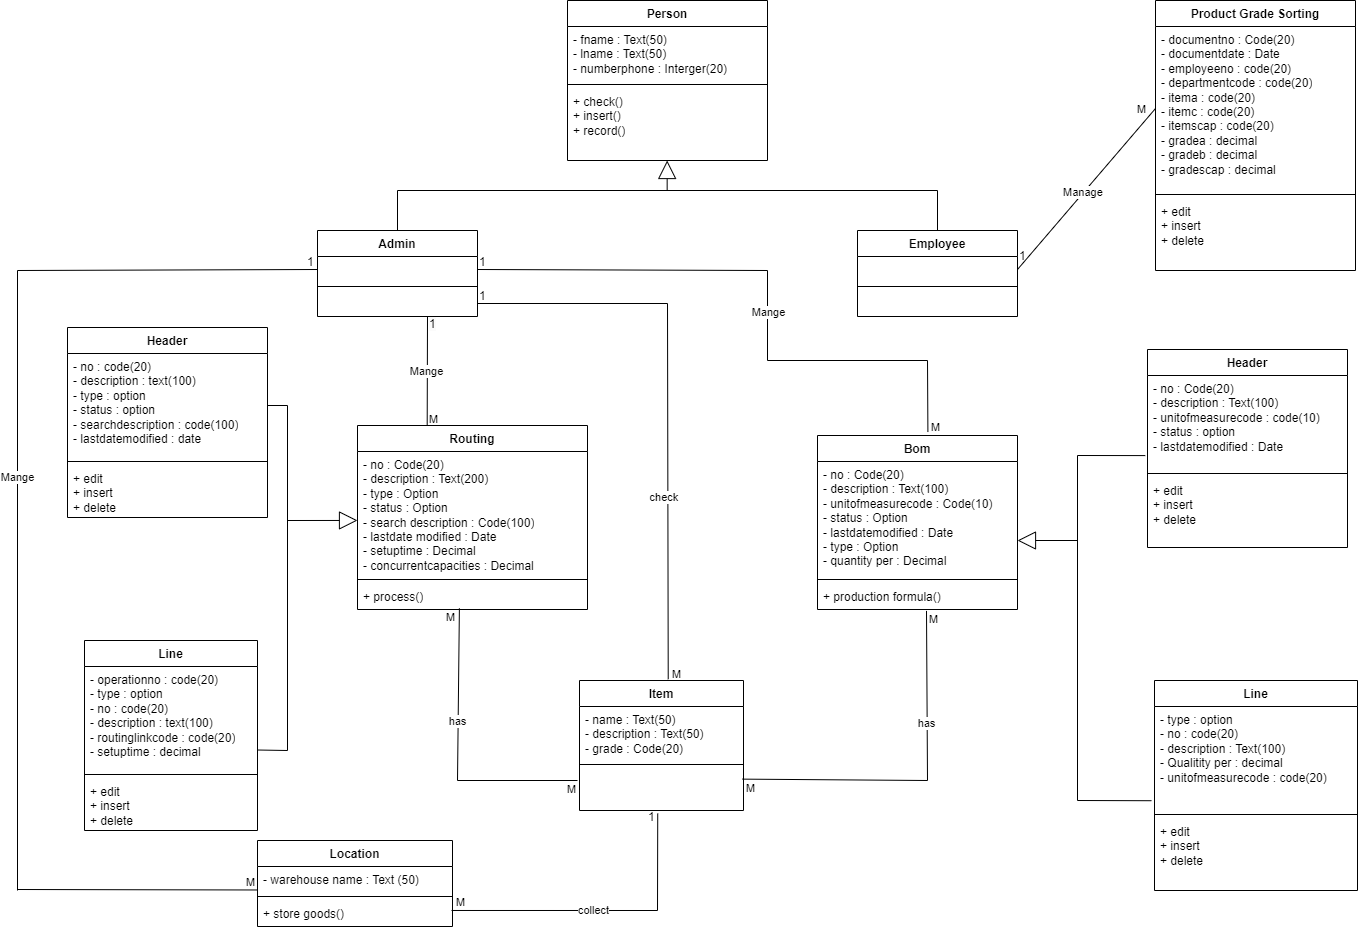 Person
- fname : Text(50)
- lname : Text(50)
- numberphone : Interger(20)
+ check()
+ insert()
+ record()
Product Grade Sorting
- documentno : Code(20)
- documentdate : Date
- employeeno : code(20)
- departmentcode : code(20)
- itema : code(20)
- itemc : code(20)
- itemscap : code(20)
- gradea : decimal
- gradeb : decimal
- gradescap : decimal
+ edit
+ insert
+ delete
M
Manage
1
Admin
Employee
1
1
1
1
Mange
Mange
Mange
check
M
M
Header
- no : code(20)
- description : text(100)
- type : option
- status : option
- searchdescription : code(100)
- lastdatemodified : date
+ edit
+ insert
+ delete
Routing
- no : Code(20)
- description : Text(200)
- type : Option
- status : Option
- search description : Code(100)
- lastdate modified : Date
- setuptime : Decimal
- concurrentcapacities : Decimal
+ process()
Bom
- no : Code(20)
- description : Text(100)
- unitofmeasurecode : Code(10)
- status : Option
- lastdatemodified : Date
- type : Option
- quantity per : Decimal
+ production formula()
Header
- no : Code(20)
- description : Text(100)
- unitofmeasurecode : code(10)
- status : option
- lastdatemodified : Date
+ edit
+ insert
+ delete
M
M
Line
- operationno : code(20)
- type : option
- no : code(20)
- description : text(100)
- routinglinkcode : code(20)
- setuptime : decimal
+ edit
+ insert
+ delete
has
M
M
Item
- name : Text(50)
- description : Text(50)
- grade : Code(20)
has
M
1
Line
- type : option
- no : code(20)
- description : Text(100)
- Qualitity per : decimal
- unitofmeasurecode : code(20)
+ edit
+ insert
+ delete
Location
- warehouse name : Text (50)
+ store goods()
M
M
collect